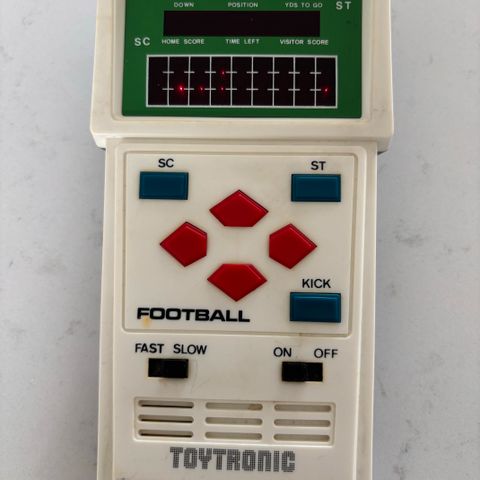 DOWN POSITION YDS TO GO ST
SC HOME SCORE TIME LEFT VISITOR SCORE
SC ST
KICK
FOOTBALL
FAST SLOW ON OFF
TOYTRONIC